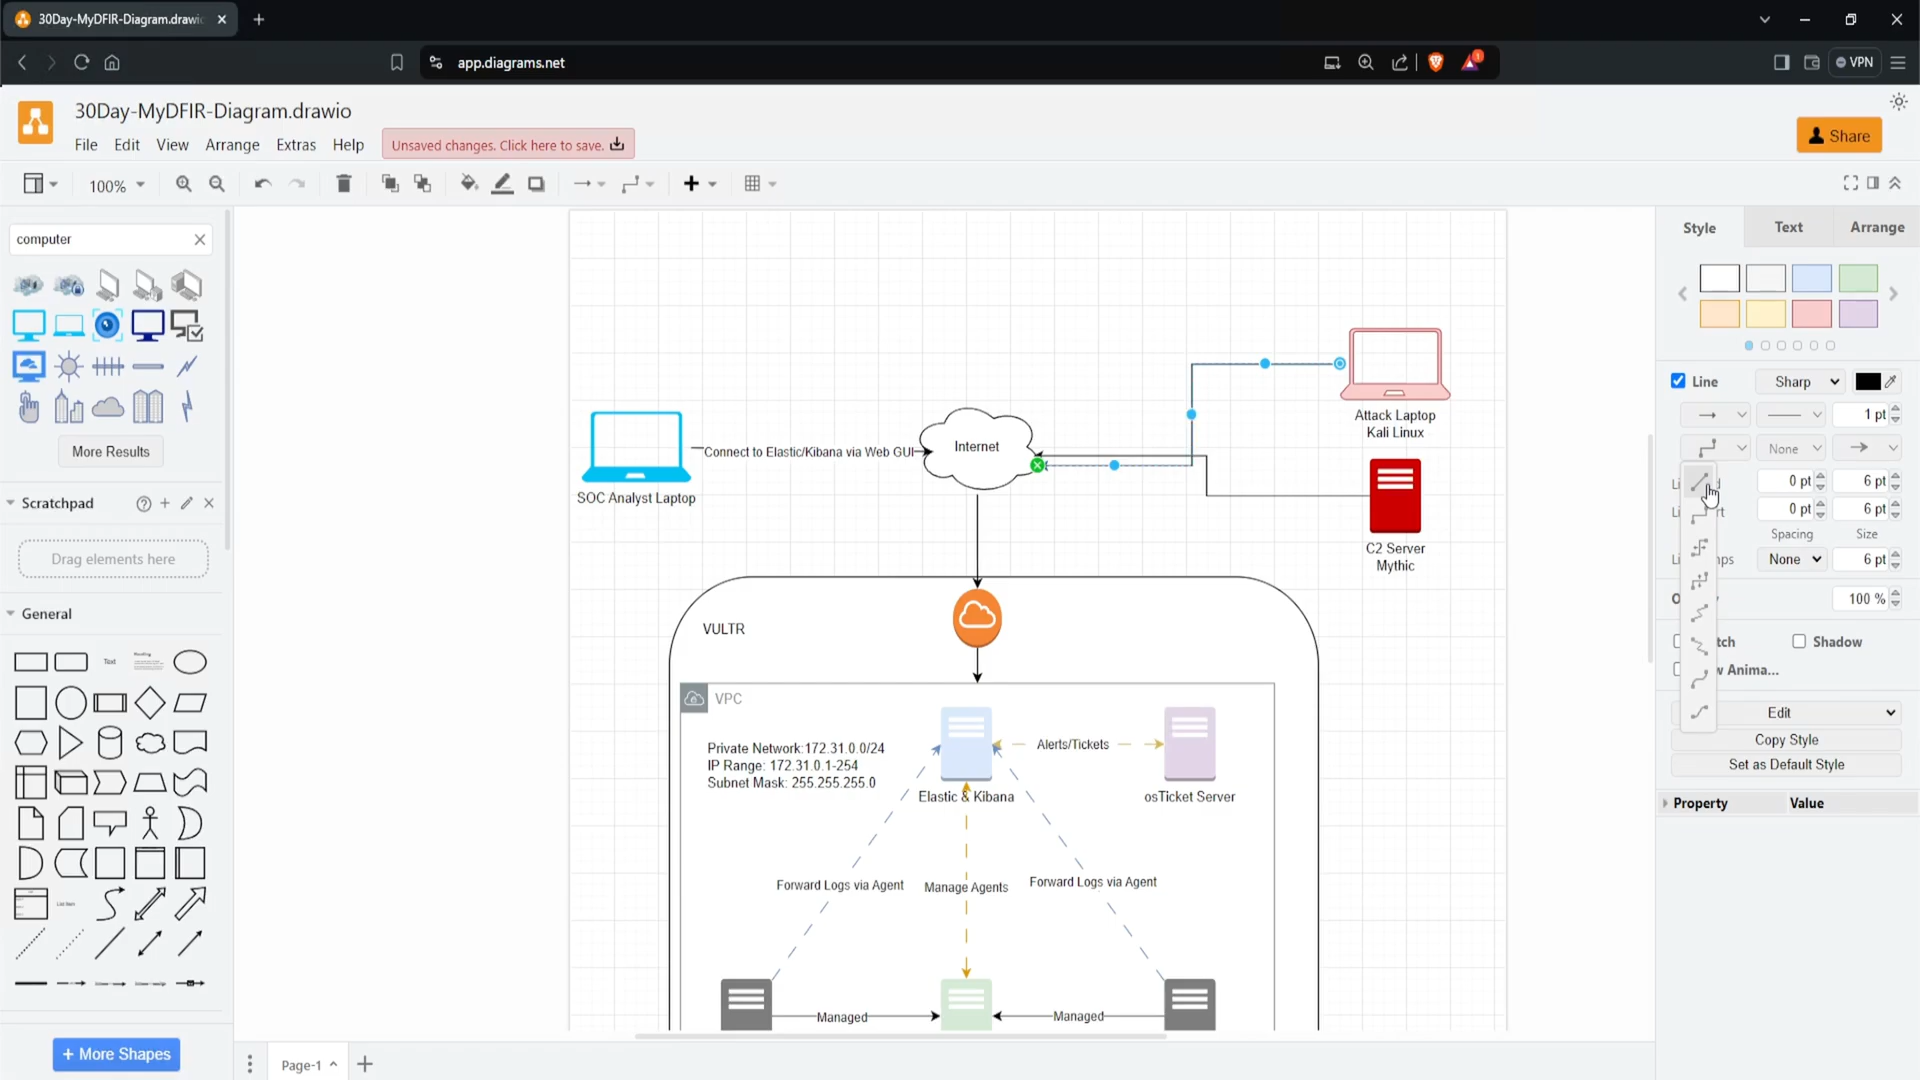 30Day-MyDFIR-Diagram.drawio
app.diagrams.net
1
VPN
30Day-MyDFIR-Diagram.drawio
File Edit View Arrange Extras Help
Unsaved changes. Click here to save.
Share
100%
computer
More Results
Scratchpad
Drag elements here
General
Text
Heading
List Item
+ More Shapes
Page-1
Internet
Connect to Elastic/Kibana via Web GUI
SOC Analyst Laptop
Attack Laptop
Kali Linux
C2 Server
Mythic
VULTR
VPC
Private Network:172.31.0.0/24
IP Range: 172.31.0.1-254
Subnet Mask: 255.255.255.0
Alerts/Tickets
Elastic & Kibana
osTicket Server
Forward Logs via Agent
Manage Agents
Forward Logs via Agent
Managed
Managed
Style Text Arrange
Line Sharp
1 pt
None
0 pt 6 pt
0 pt 6 pt
Spacing Size
None 6 pt
100 %
Shadow
Edit
Copy Style
Set as Default Style
Property Value